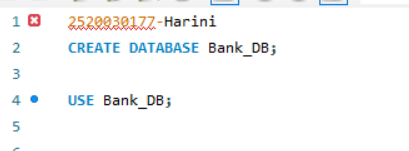 1 2520030177-Harini
2 CREATE DATABASE Bank_DB;
3
4 USE Bank_DB;
5